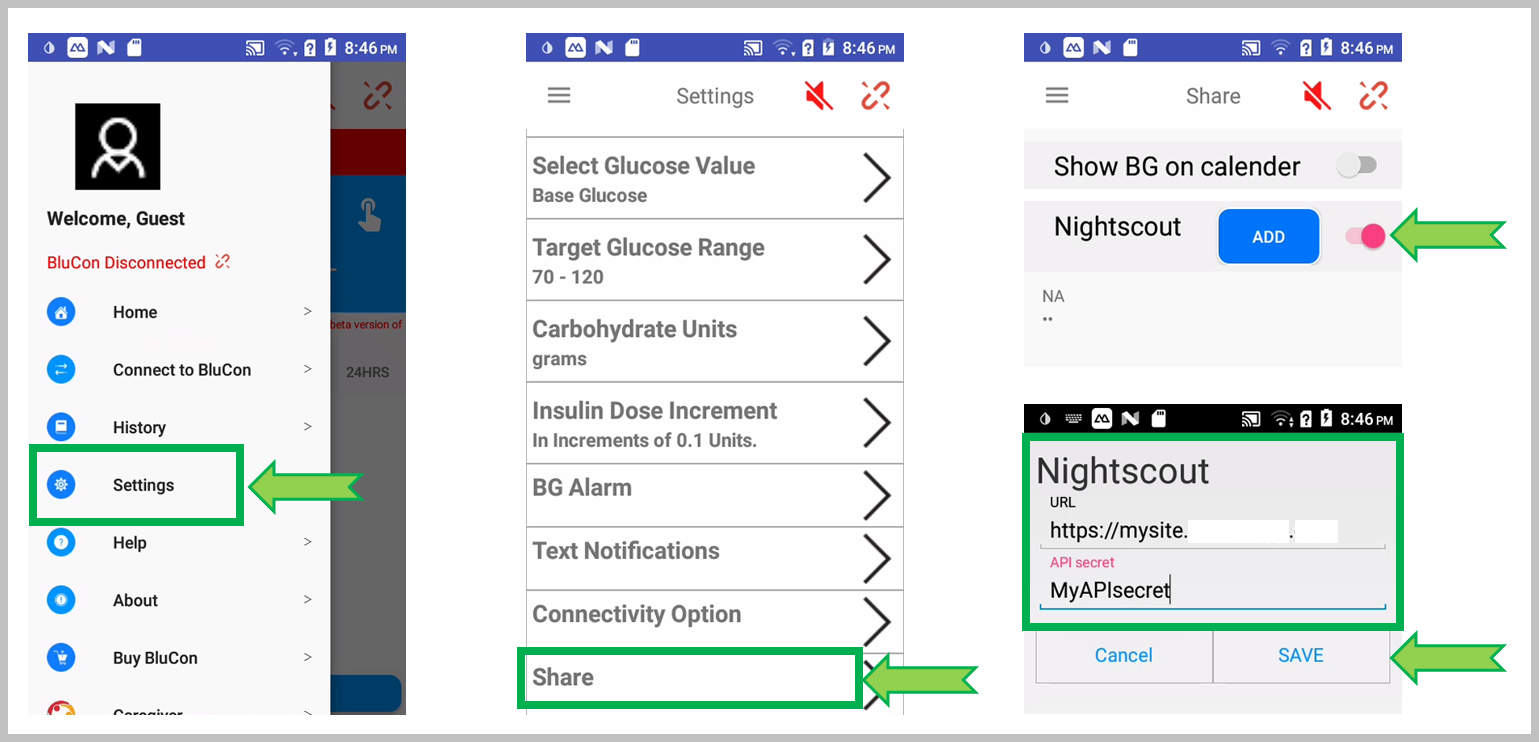 8:46 PM
Welcome, Guest
BluCon Disconnected
Home >
Connect to BluCon >
History >
Settings
Help >
About >
Buy BluCon >
Caregiver >
beta version of
24HRS
8:46 PM
Settings
Select Glucose Value
Base Glucose
Target Glucose Range
70 - 120
Carbohydrate Units
grams
Insulin Dose Increment
In Increments of 0.1 Units.
BG Alarm
Text Notifications
Connectivity Option
Share
8:46 PM
Share
Show BG on calender
Nightscout ADD
NA
..
8:46 PM
Nightscout
URL
https://mysite. .
API secret
MyAPIsecret
Cancel SAVE